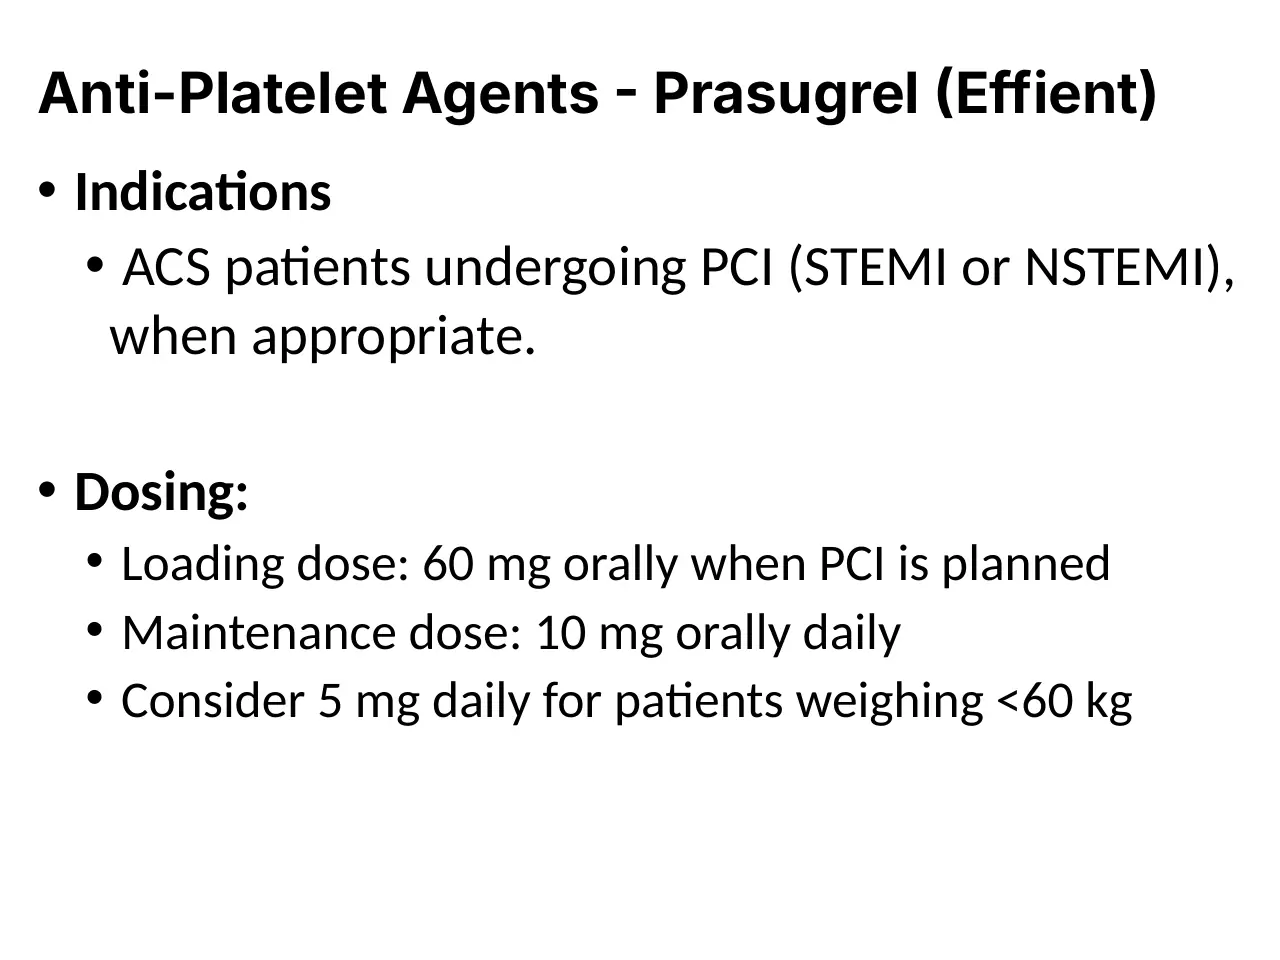 Anti-Platelet Agents - Prasugrel (Effient)
• Indications
• ACS patients undergoing PCI (STEMI or NSTEMI),
when appropriate.
• Dosing:
• Loading dose: 60 mg orally when PCI is planned
• Maintenance dose: 10 mg orally daily
• Consider 5 mg daily for patients weighing <60 kg